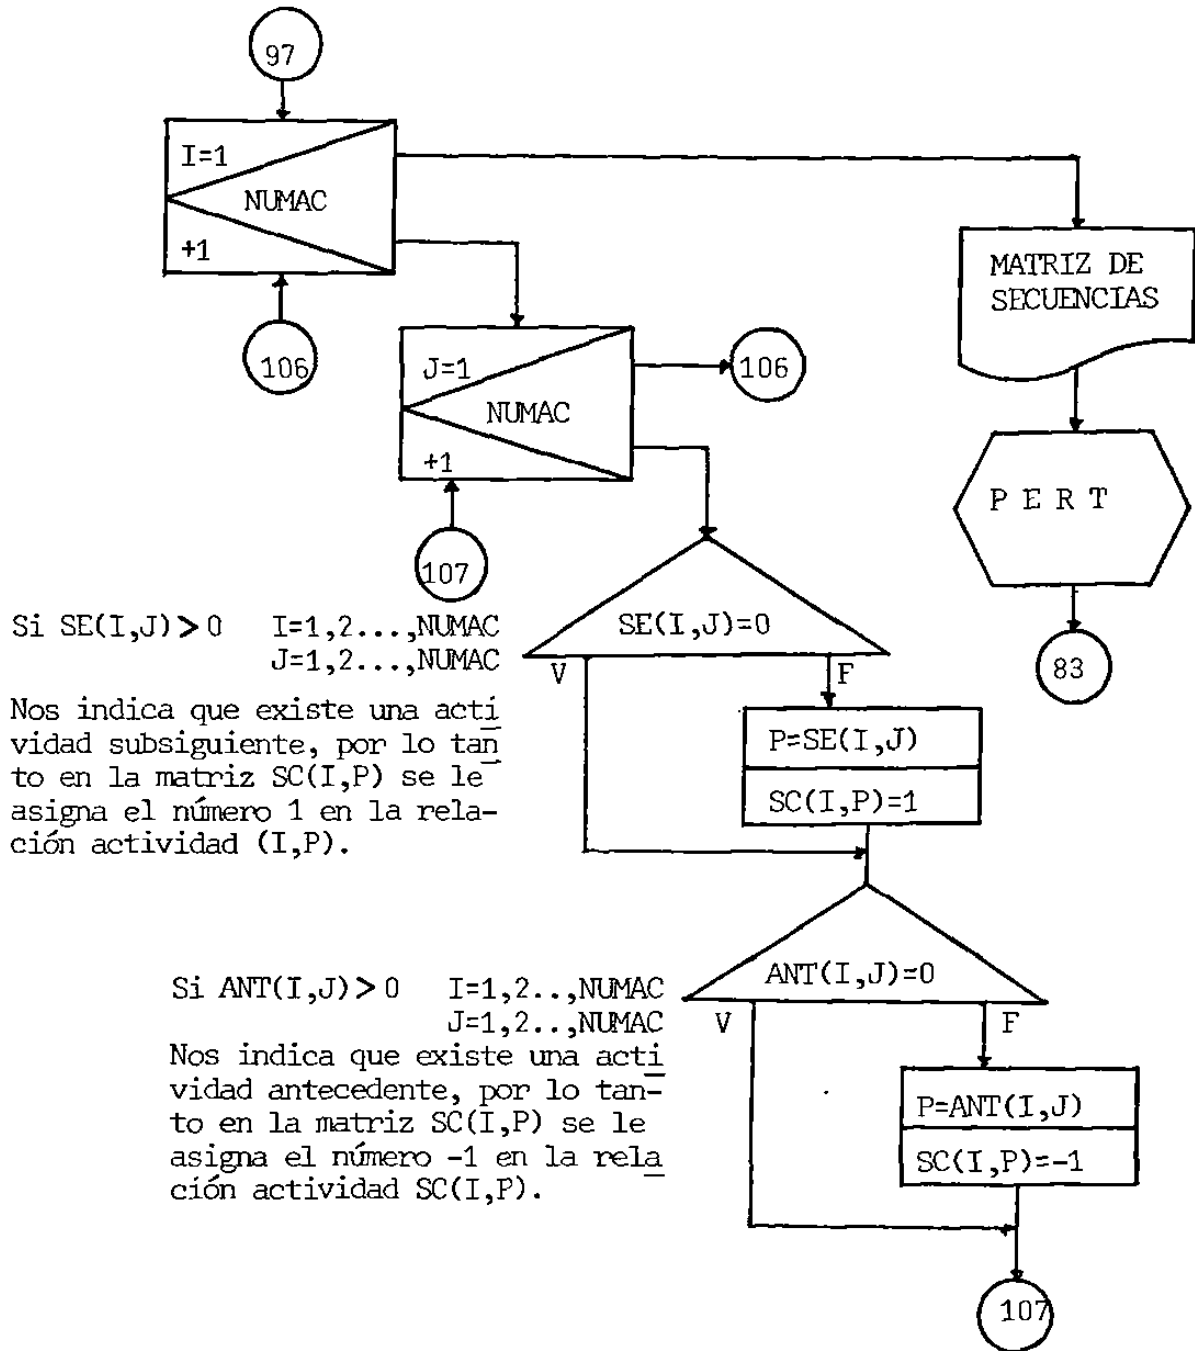 97
I=1
NUMAC
+1
106
MATRIZ DE
SECUENCIAS
J=1
NUMAC
+1
106
107
P E R T
83
Si SE(I,J)>0 I=1,2...,NUMAC
J=1,2...,NUMAC
SE(I,J)=0
V
F
Nos indica que existe una acti
vidad subsiguiente, por lo tan
to en la matriz SC(I,P) se le
asigna el número 1 en la rela-
ción actividad (I,P).
P=SE(I,J)
SC(I,P)=1
Si ANT(I,J)>0 I=1,2..,NUMAC
J=1,2..,NUMAC
ANT(I,J)=0
V
F
Nos indica que existe una acti
vidad antecedente, por lo tan-
to en la matriz SC(I,P) se le
asigna el número -1 en la rela
ción actividad SC(I,P).
P=ANT(I,J)
SC(I,P)=-1
107